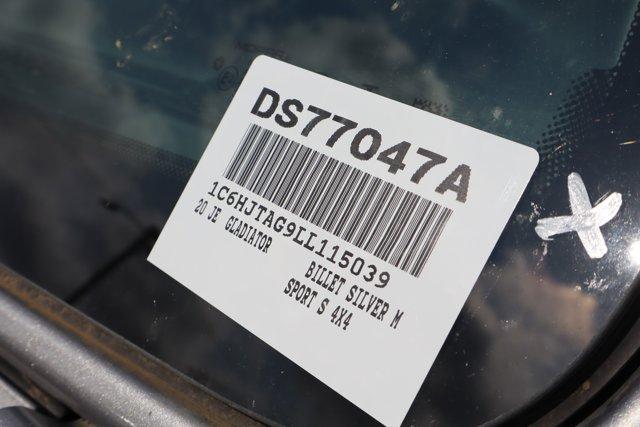 DS77047A
1C6HJTAG9LL115039
20 JE GLADIATOR
BILLET SILVER M
SPORT S 4X4